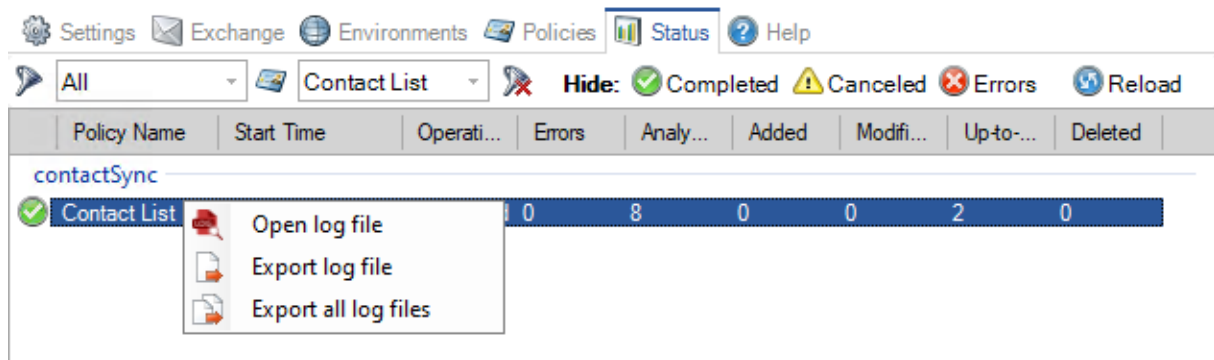 Settings Exchange Environments Policies Status Help
All Contact List Hide: Completed Canceled Errors Reload
Policy Name Start Time Operati... Errors Analy... Added Modifi... Up-to-... Deleted
contactSync
Contact List 0 8 0 0 2 0
Open log file
Export log file
Export all log files